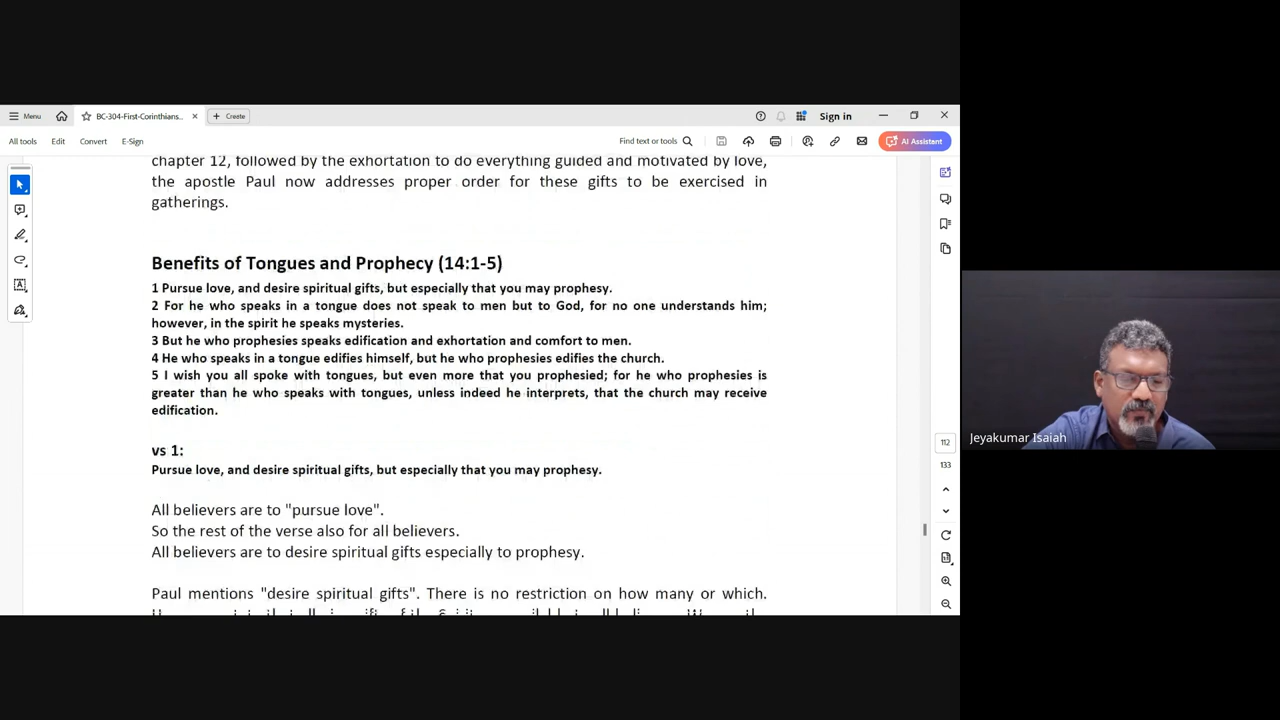 Menu
BC-304-First-Corinthians...
Create
Sign in
All tools
Edit
Convert
E-Sign
Find text or tools
AI Assistant
chapter 12, followed by the exhortation to do everything guided and motivated by love,
the apostle Paul now addresses proper order for these gifts to be exercised in
gatherings.
Benefits of Tongues and Prophecy (14:1-5)
1 Pursue love, and desire spiritual gifts, but especially that you may prophesy.
2 For he who speaks in a tongue does not speak to men but to God, for no one understands him;
however, in the spirit he speaks mysteries.
3 But he who prophesies speaks edification and exhortation and comfort to men.
4 He who speaks in a tongue edifies himself, but he who prophesies edifies the church.
5 I wish you all spoke with tongues, but even more that you prophesied; for he who prophesies is
greater than he who speaks with tongues, unless indeed he interprets, that the church may receive
edification.
vs 1:
Pursue love, and desire spiritual gifts, but especially that you may prophesy.
All believers are to "pursue love".
So the rest of the verse also for all believers.
All believers are to desire spiritual gifts especially to prophesy.
Paul mentions "desire spiritual gifts". There is no restriction on how many or which.
112
133
Jeyakumar Isaiah